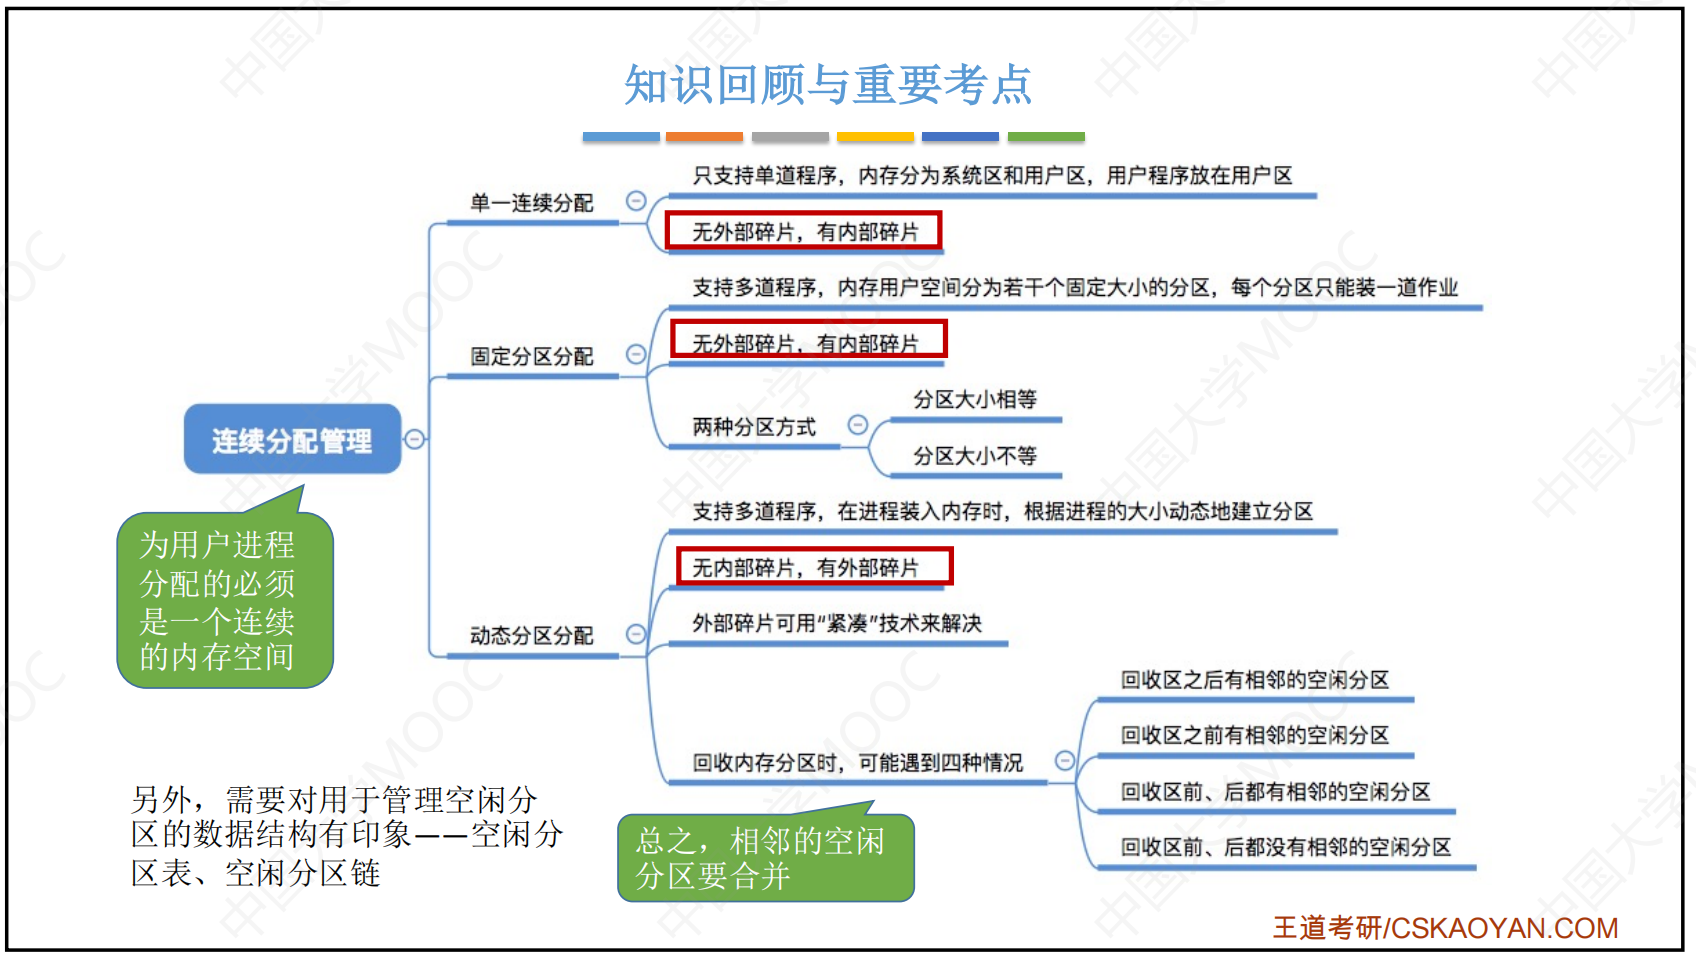 知识回顾与重要考点
只支持单道程序，内存分为系统区和用户区，用户程序放在用户区
单一连续分配
无外部碎片，有内部碎片
支持多道程序，内存用户空间分为若干个固定大小的分区，每个分区只能装一道作业
无外部碎片，有内部碎片
固定分区分配
分区大小相等
两种分区方式
分区大小不等
连续分配管理
为用户进程
分配的必须
是一个连续
的内存空间
支持多道程序，在进程装入内存时，根据进程的大小动态地建立分区
无内部碎片，有外部碎片
外部碎片可用“紧凑”技术来解决
动态分区分配
回收区之后有相邻的空闲分区
回收区之前有相邻的空闲分区
回收内存分区时，可能遇到四种情况
回收区前、后都有相邻的空闲分区
回收区前、后都没有相邻的空闲分区
另外，需要对用于管理空闲分
区的数据结构有印象——空闲分
区表、空闲分区链
总之，相邻的空闲
分区要合并
王道考研/CSKAOYAN.COM
中国大学MOOC